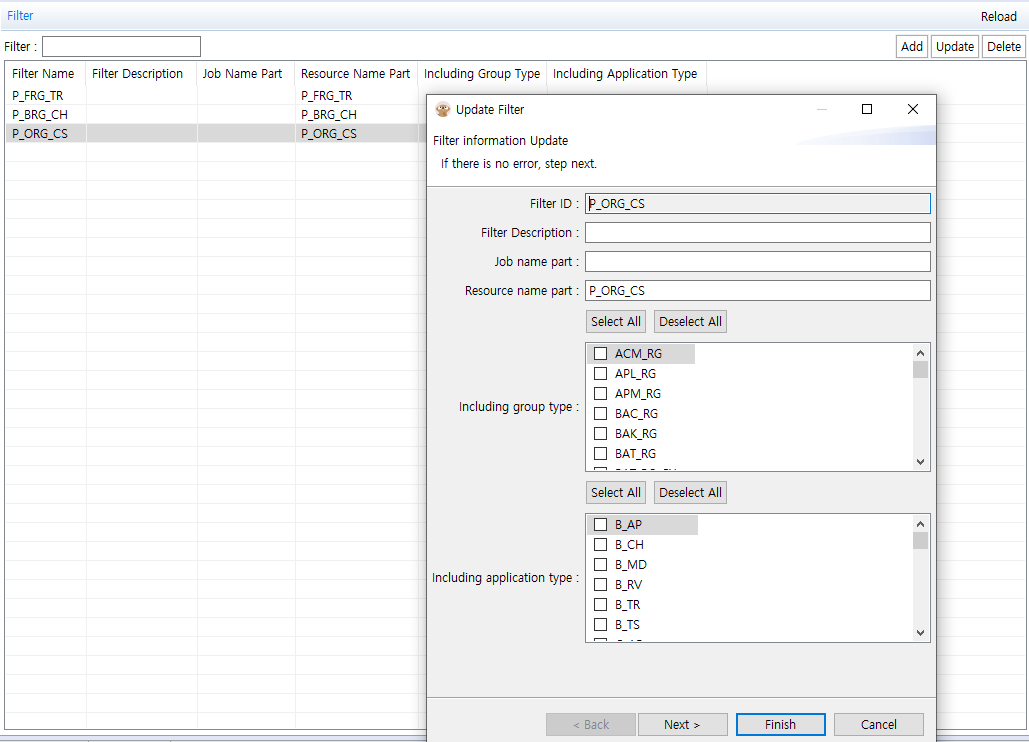 Filter
Reload
Filter :
Add Update Delete
Filter Name Filter Description Job Name Part Resource Name Part Including Group Type Including Application Type
P_FRG_TR P_FRG_TR
P_BRG_CH P_BRG_CH
P_ORG_CS P_ORG_CS
Update Filter
Filter information Update
If there is no error, step next.
Filter ID : P_ORG_CS
Filter Description :
Job name part :
Resource name part : P_ORG_CS
Select All Deselect All
Including group type :
ACM_RG
APL_RG
APM_RG
BAC_RG
BAK_RG
BAT_RG
Select All Deselect All
Including application type :
B_AP
B_CH
B_MD
B_RV
B_TR
B_TS
< Back Next > Finish Cancel